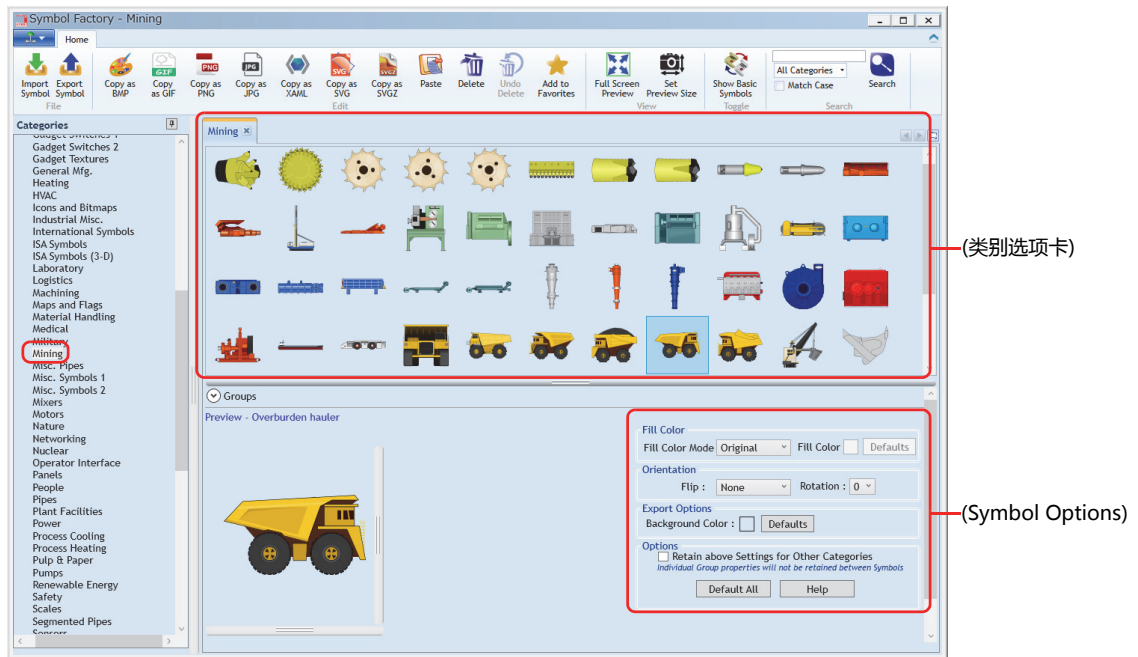 Symbol Factory - Mining
Home
Import Symbol
Export Symbol
File
Copy as BMP
Copy as GIF
Copy as PNG
Copy as JPG
Copy as XAML
Copy as SVG
Copy as SVGZ
Paste
Delete
Undo Delete
Add to Favorites
Edit
Full Screen Preview
Set Preview Size
View
Show Basic Symbols
Toggle
All Categories
Match Case
Search
Search
Categories
Gadget Switches 1
Gadget Switches 2
Gadget Textures
General Mfg.
Heating
HVAC
Icons and Bitmaps
Industrial Misc.
International Symbols
ISA Symbols
ISA Symbols (3-D)
Laboratory
Logistics
Machining
Maps and Flags
Material Handling
Medical
Military
Mining
Misc. Pipes
Misc. Symbols 1
Misc. Symbols 2
Mixers
Motors
Nature
Networking
Nuclear
Operator Interface
Panels
People
Pipes
Plant Facilities
Power
Process Cooling
Process Heating
Pulp & Paper
Pumps
Renewable Energy
Safety
Scales
Segmented Pipes
Sensors
Mining
(类别选项卡)
Groups
Preview - Overburden hauler
Fill Color
Fill Color Mode Original Fill Color Defaults
Orientation
Flip : None Rotation : 0
Export Options
Background Color : Defaults
Options
Retain above Settings for Other Categories
Individual Group properties will not be retained between Symbols
Default All Help
(Symbol Options)